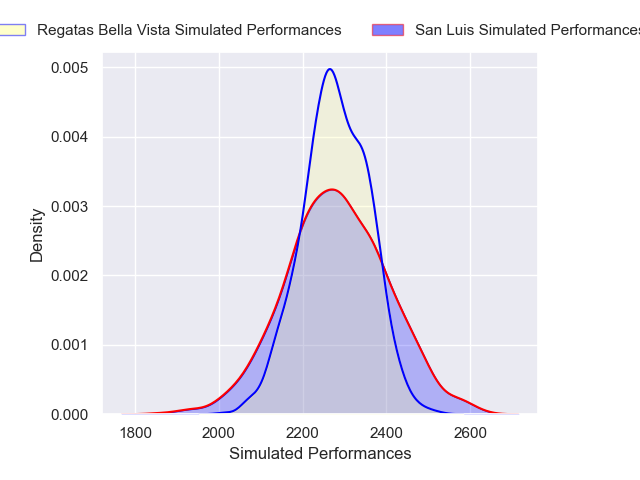 Regatas Bella Vista Simulated Performances
San Luis Simulated Performances
0.005
0.004
0.003
0.002
0.001
0.000
Density
1800 2000 2200 2400 2600
Simulated Performances